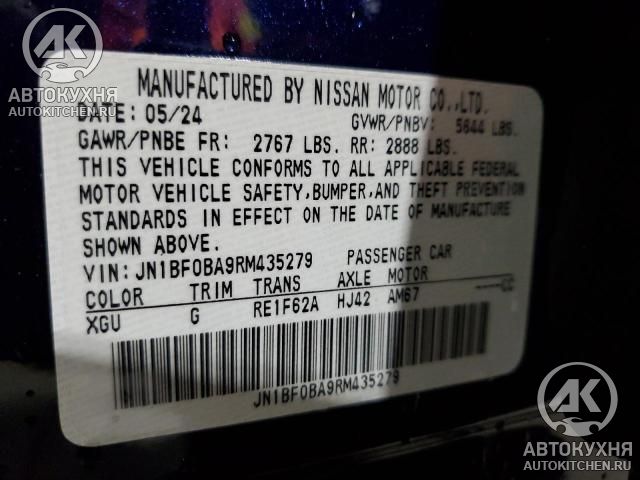 MANUFACTURED BY NISSAN MOTOR CO.,LTD.
DATE: 05/24 GVWR/PNBV: 5644 LBS.
GAWR/PNBE FR: 2767 LBS. RR: 2888 LBS.
THIS VEHICLE CONFORMS TO ALL APPLICABLE FEDERAL
MOTOR VEHICLE SAFETY,BUMPER,AND THEFT PREVENTION
STANDARDS IN EFFECT ON THE DATE OF MANUFACTURE
SHOWN ABOVE.
VIN: JN1BF0BA9RM435279 PASSENGER CAR
COLOR TRIM TRANS AXLE MOTOR
XGU G RE1F62A HJ42 AM67 ----CC
JN1BF0BA9RM435279
АК
АВТОКУХНЯ
AUTOKITCHEN.RU
АК
АВТОКУХНЯ
AUTOKITCHEN.RU